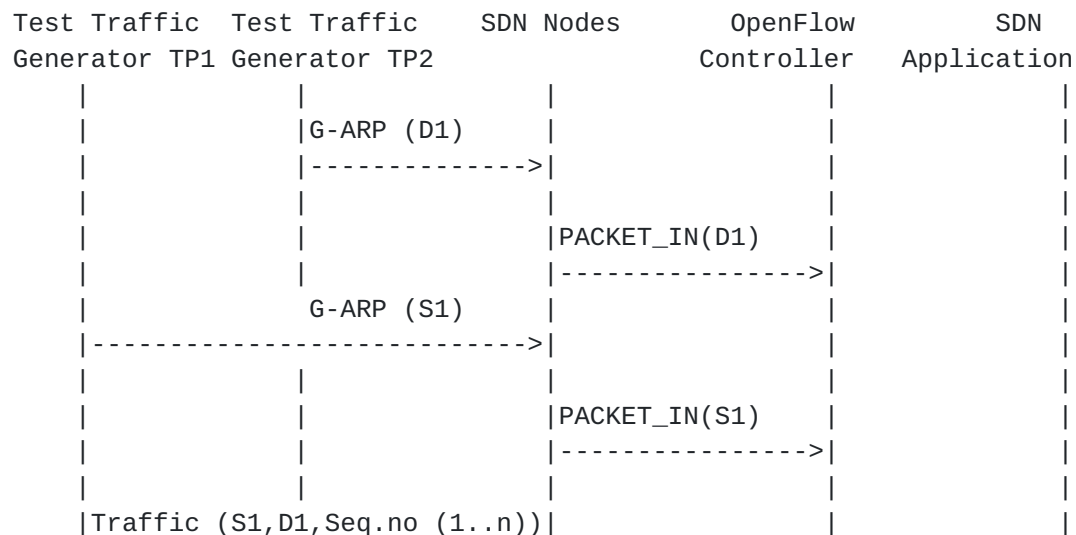 Test Traffic Test Traffic SDN Nodes OpenFlow SDN
Generator TP1 Generator TP2 Controller Application
G-ARP (D1)
PACKET_IN(D1)
G-ARP (S1)
PACKET_IN(S1)
Traffic (S1,D1,Seq.no (1..n))